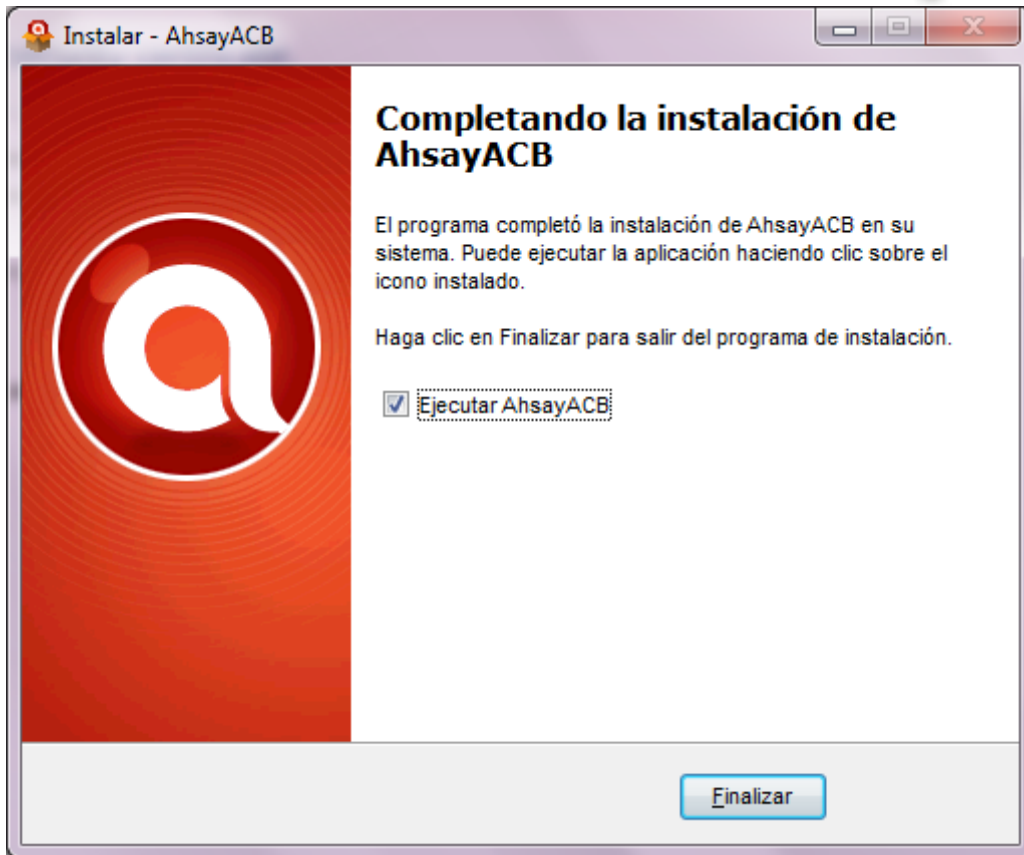 Instalar - AhsayACB
Completando la instalación de
AhsayACB
El programa completó la instalación de AhsayACB en su
sistema. Puede ejecutar la aplicación haciendo clic sobre el
icono instalado.
Haga clic en Finalizar para salir del programa de instalación.
Ejecutar AhsayACB
Finalizar